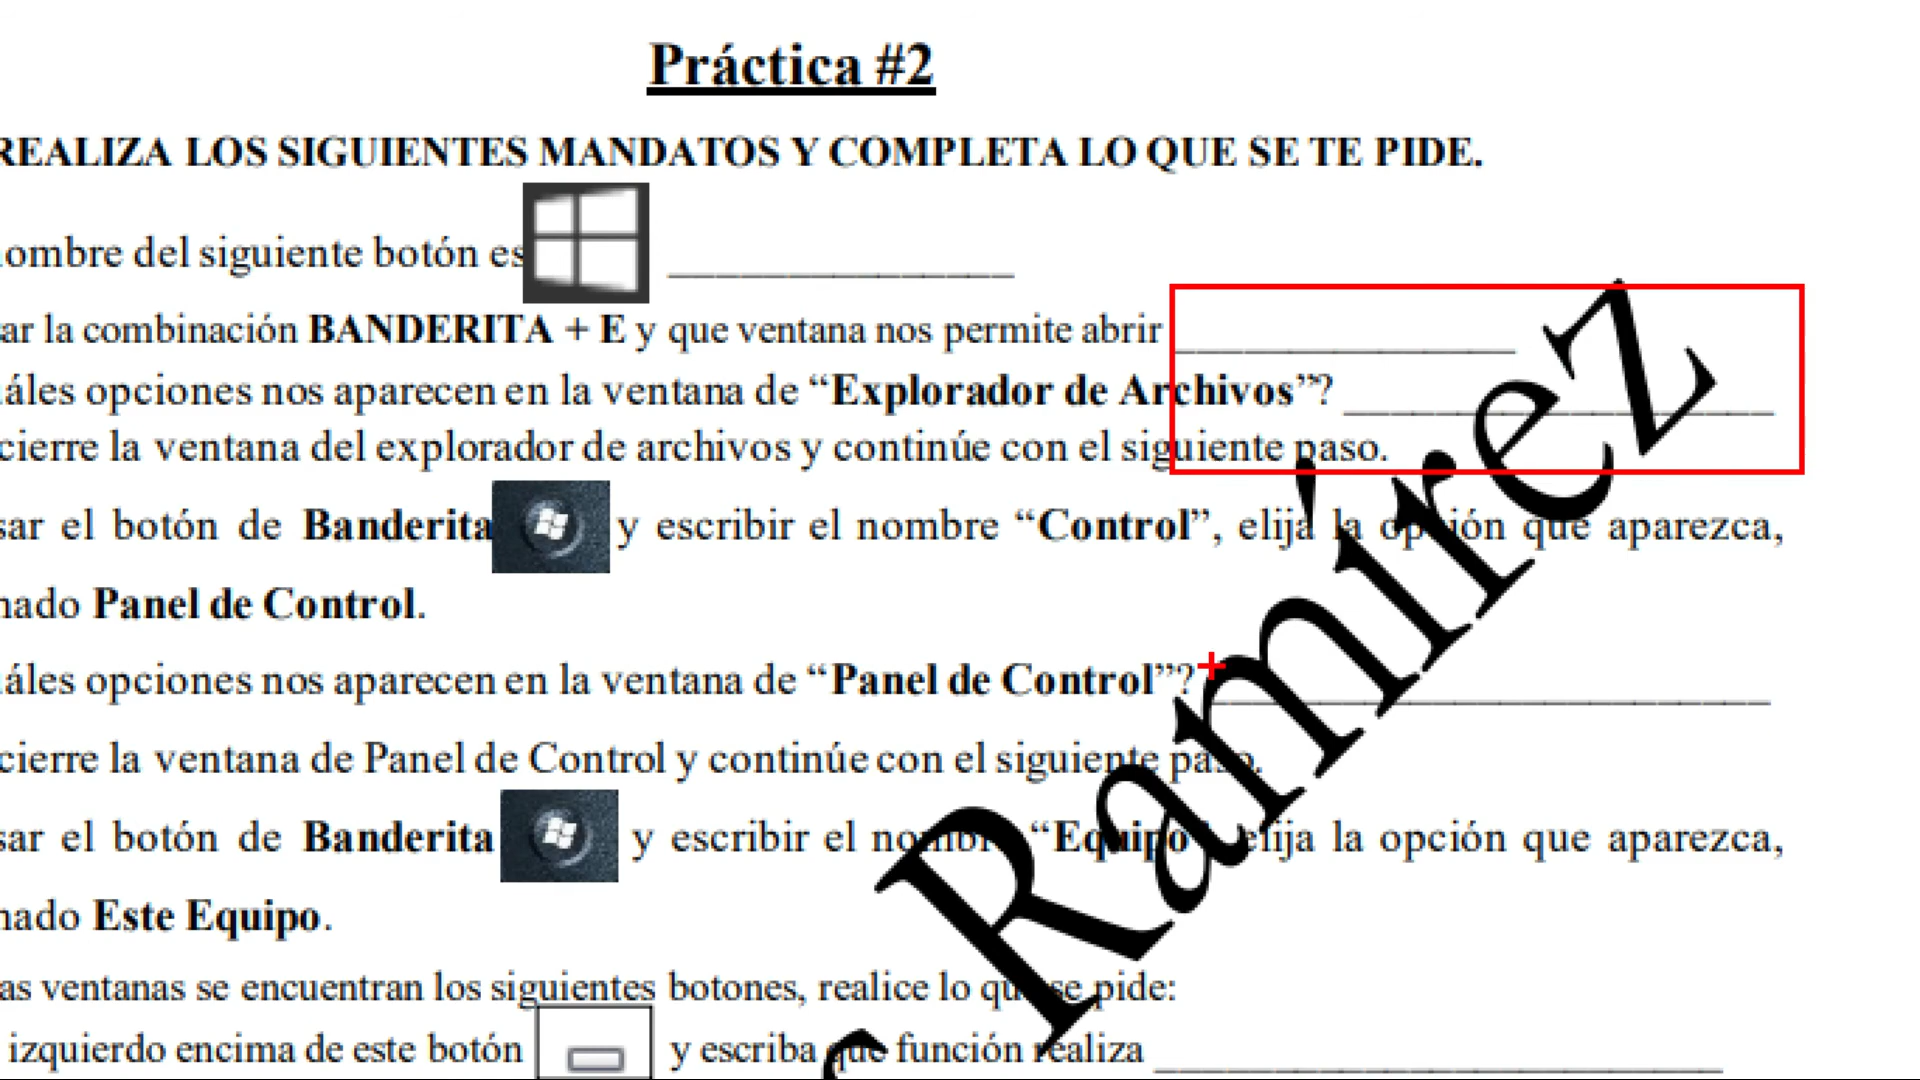 Práctica #2
REALIZA LOS SIGUIENTES MANDATOS Y COMPLETA LO QUE SE TE PIDE.
ombre del siguiente botón es _______________
ar la combinación BANDERITA + E y que ventana nos permite abrir _______________
áles opciones nos aparecen en la ventana de “Explorador de Archivos”? ___________________
cierre la ventana del explorador de archivos y continúe con el siguiente paso.
sar el botón de Banderita y escribir el nombre “Control”, elija la opción que aparezca,
nado Panel de Control.
áles opciones nos aparecen en la ventana de “Panel de Control”? _________________________
cierre la ventana de Panel de Control y continúe con el siguiente paso.
sar el botón de Banderita y escribir el nombre “Equipo” elija la opción que aparezca,
nado Este Equipo.
as ventanas se encuentran los siguientes botones, realice lo que se pide:
izquierdo encima de este botón y escriba que función realiza _________________________
Ramírez